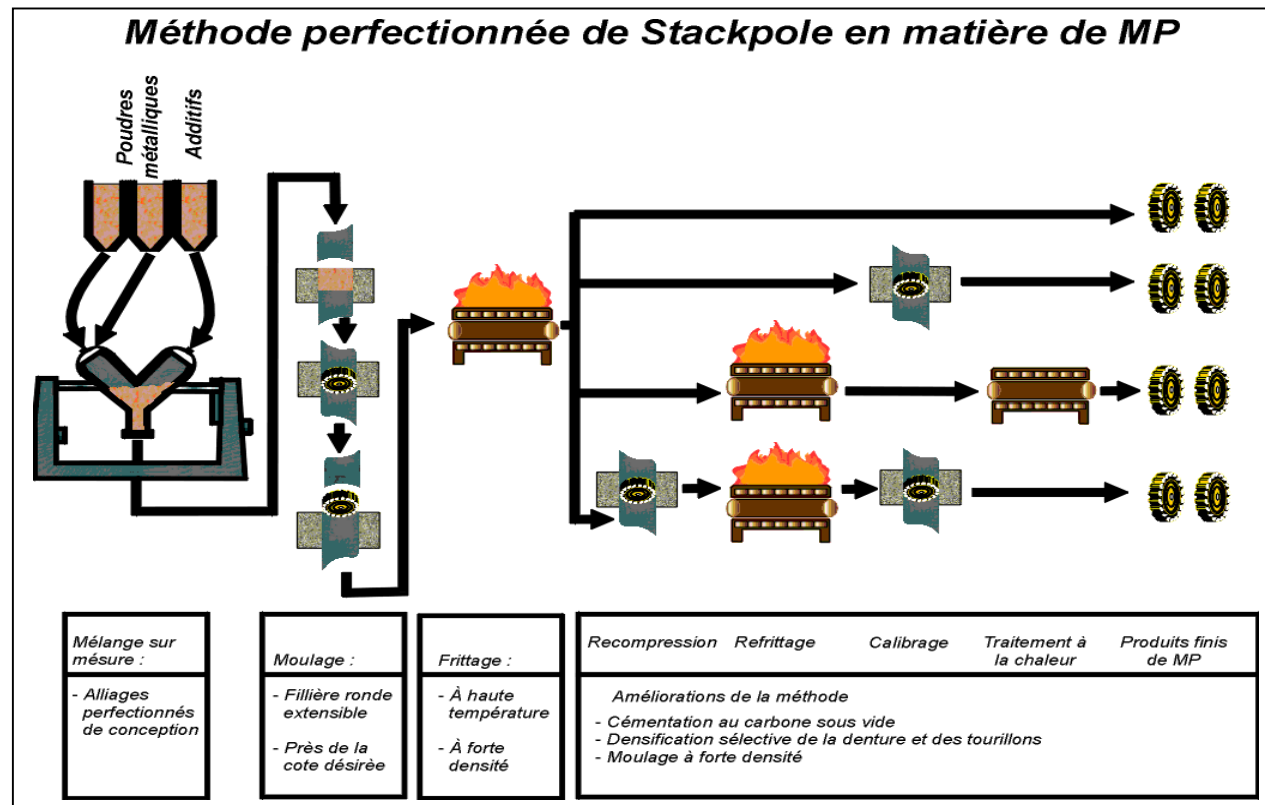 Méthode perfectionnée de Stackpole en matière de MP
Poudres
métalliques
Additifs
Mélange sur
mésure :
- Alliages
perfectionnés
de conception
Moulage :
- Fillière ronde
extensible
- Près de la
cote désirèe
Frittage :
- À haute
température
- À forte
densité
Recompression Refrittage Calibrage Traitement à
la chaleur Produits finis
de MP
Améliorations de la méthode
- Cémentation au carbone sous vide
- Densification sélective de la denture et des tourillons
- Moulage à forte densité